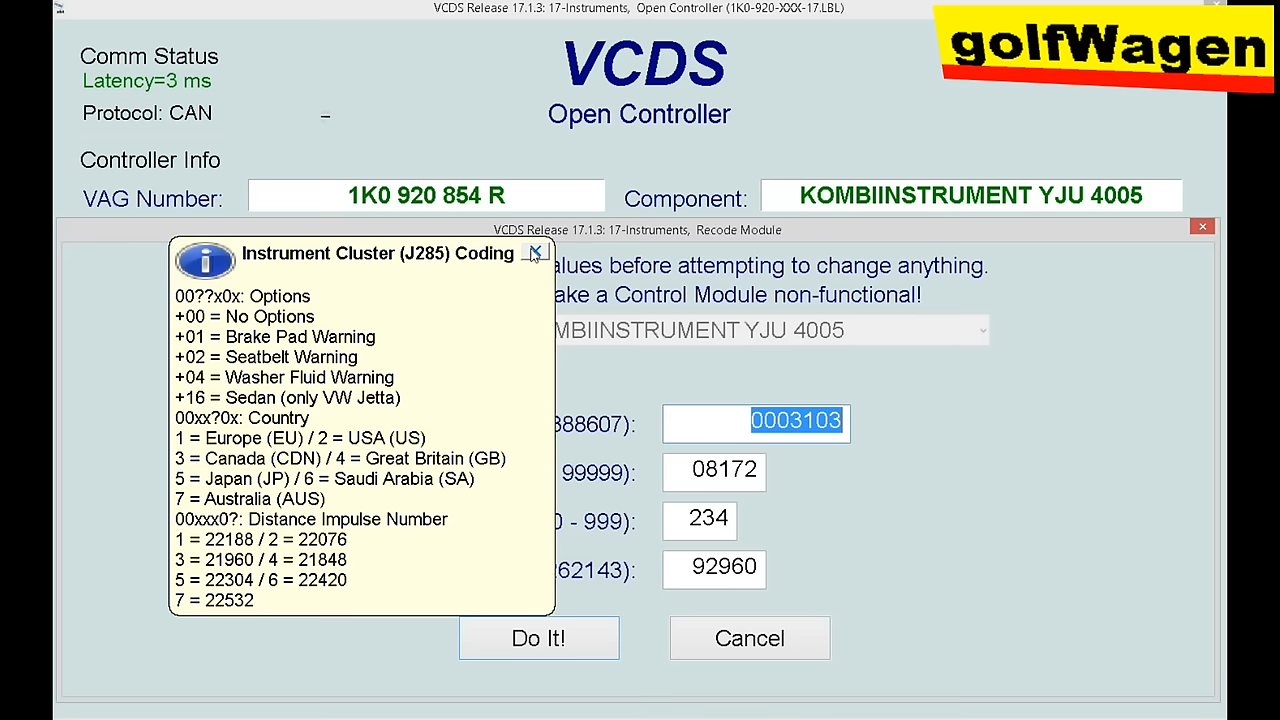 VCDS Release 17.1.3: 17-Instruments, Open Controller (1K0-920-XXX-17.LBL)
golfWagen
Comm Status
Latency=3 ms
Protocol: CAN
VCDS
Open Controller
Controller Info
VAG Number:
1K0 920 854 R
Component:
KOMBIINSTRUMENT YJU 4005
VCDS Release 17.1.3: 17-Instruments, Recode Module
Instrument Cluster (J285) Coding
00??x0x: Options
+00 = No Options
+01 = Brake Pad Warning
+02 = Seatbelt Warning
+04 = Washer Fluid Warning
+16 = Sedan (only VW Jetta)
00xx?0x: Country
1 = Europe (EU) / 2 = USA (US)
3 = Canada (CDN) / 4 = Great Britain (GB)
5 = Japan (JP) / 6 = Saudi Arabia (SA)
7 = Australia (AUS)
00xxx0?: Distance Impulse Number
1 = 22188 / 2 = 22076
3 = 21960 / 4 = 21848
5 = 22304 / 6 = 22420
7 = 22532
alues before attempting to change anything.
ake a Control Module non-functional!
MBIINSTRUMENT YJU 4005
388607):
0003103
99999):
08172
0 - 999):
234
262143):
92960
Do It!
Cancel